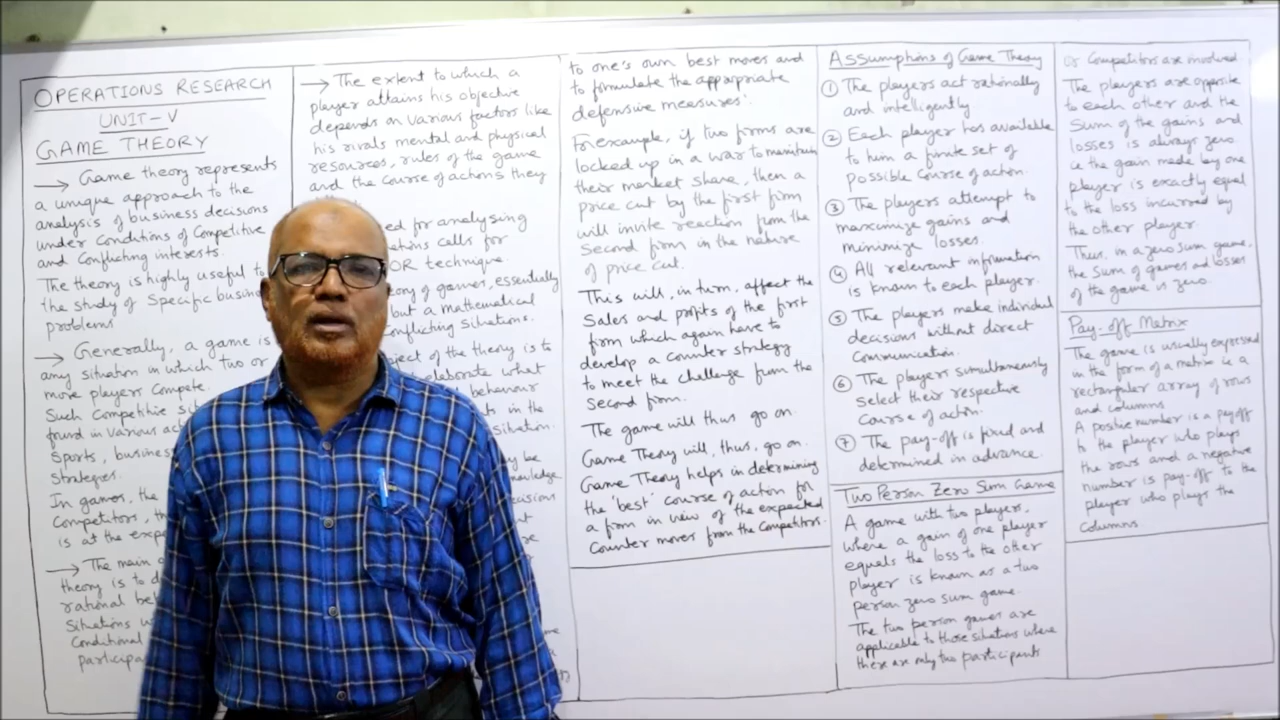 OPERATIONS RESEARCH
UNIT-V
GAME THEORY
→ Game theory represents
a unique approach to the
analysis of business decisions
under Conditions of Competitive
and Conflicting interests.
The theory is highly useful to
the study of Specific busin
problems
→ Generally, a game is
any situation in which two or
more players compete.
Such Competitive
found in various
Sports, business
Strategies.
In games, the
Competitors, th
is at the expe
→ The main
theory is to d
rational be
Situations
Conditional
participa
→ The extent to which a
player attains his objective
depends on various factors like
his rivals mental and physical
resources, rules of the game
and the course of actions they
ed for analysing
calls for
OR technique.
of games, essentially
but a mathematical
Situations.
of the theory is to
elaborate what
behaviour
in the
situation.
be
to one's own best moves and
to formulate the appropriate
defensive measures'.
For example, if two firms are
locked up in a war to maintain
their market share, then a
price cut by the first firm
will invite reaction from the
Second firm in the nature
of price cut.
This will, in turn, affect the
Sales and profits of the first
firm which again have to
develop a counter strategy
to meet the challenge from the
Second firm.
The game will thus go on.
Game Theory will, thus, go on.
Game Theory helps in determining
the 'best' course of action for
a firm in view of the expected
Counter moves from the Competitors.
Assumptions of Game Theory
① The players act rationally
and intelligently
② Each player has available
to him a finite set of
possible Course of action.
③ The players attempt to
maximize gains and
minimize losses.
④ All relevant information
is known to each player.
⑤ The players make individual
decisions without direct
Communication.
⑥ The players simultaneously
select their respective
Course of action.
⑦ The pay-off is fixed and
determined in advance.
Two Person Zero Sum Game
A game with two players,
where a gain of one player
equals the loss to the other
player is known as a two
person zero sum game.
The two person games are
applicable to those situations where
there are only two participants
or Competitors are involved.
The players are opposite
to each other and the
Sum of the gains and
losses is always zero
i.e the gain made by one
player is exactly equal
to the loss incurred by
the other player.
Thus, in a zero sum game,
the sum of games and losses
of the game is zero.
Pay-off Matrix
The game is usually expressed
in the form of a matrix i.e a
rectangular array of rows
and columns
A positive number is a pay off
to the player who plays
the rows and a negative
number is pay-off to the
player who plays the
Columns